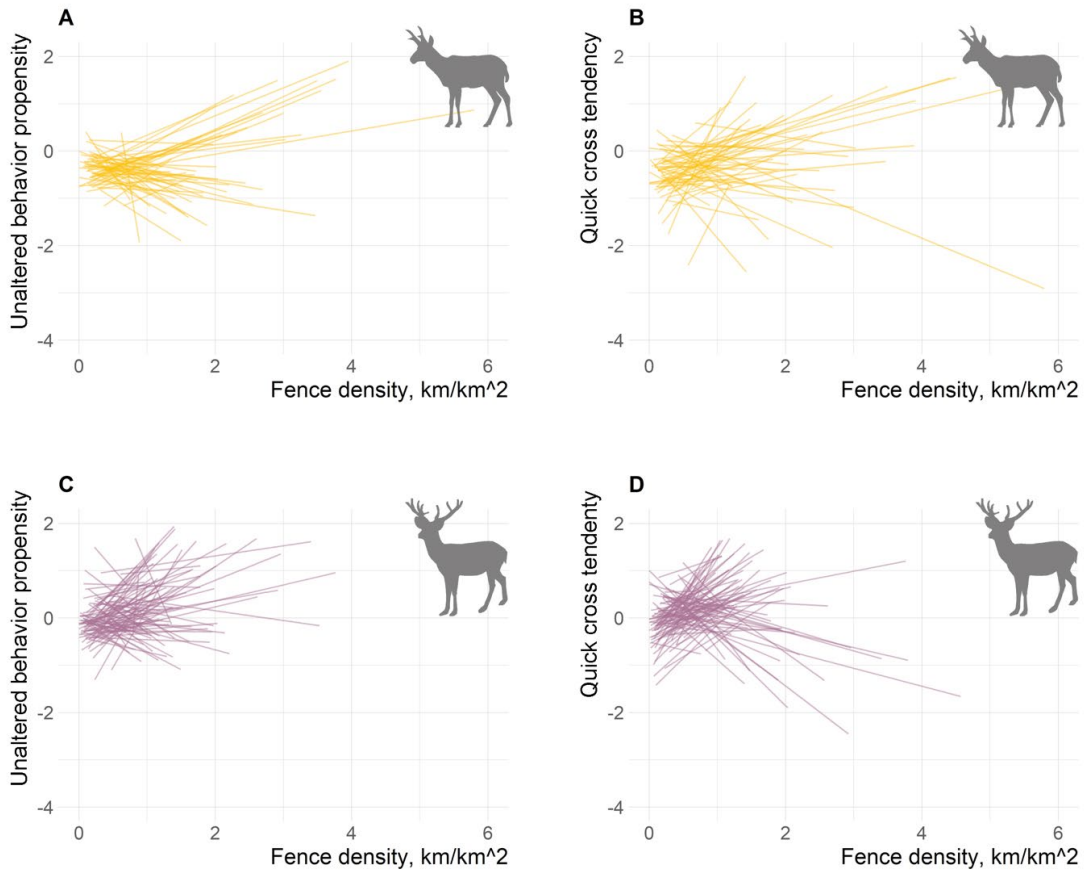 A
Unaltered behavior propensity
2
0
-2
-4
0
2
4
6
Fence density, km/km^2
B
Quick cross tendency
2
0
-2
-4
0
2
4
6
Fence density, km/km^2
C
Unaltered behavior propensity
2
0
-2
-4
0
2
4
6
Fence density, km/km^2
D
Quick cross tendenty
2
0
-2
-4
0
2
4
6
Fence density, km/km^2